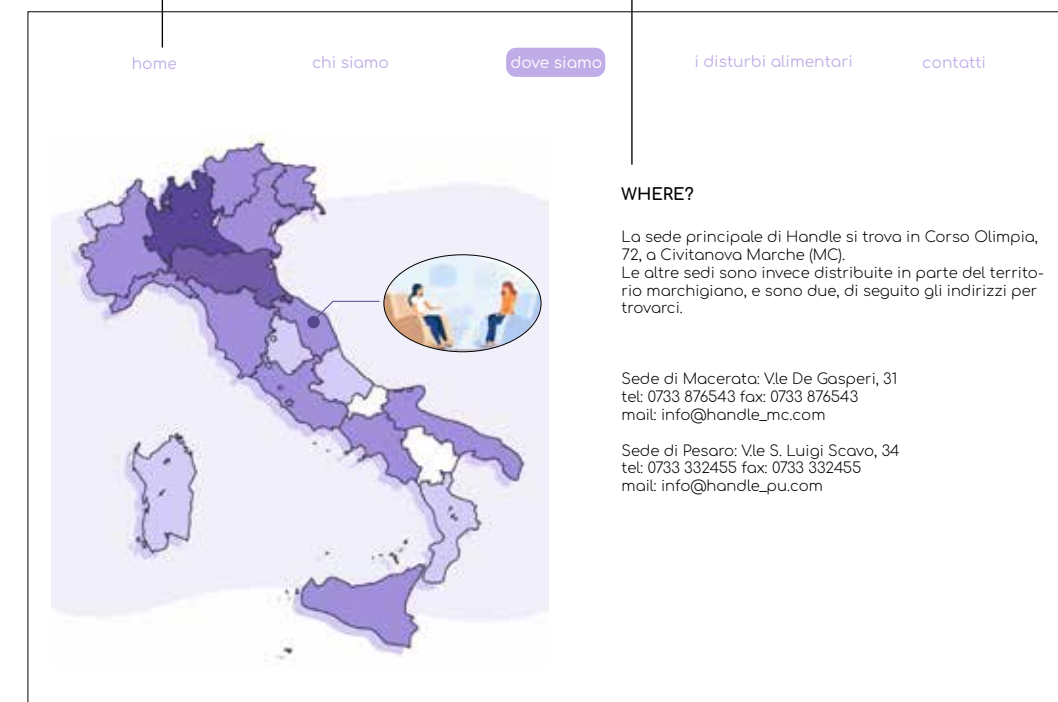 home chi siamo dove siamo i disturbi alimentari contatti
WHERE?
La sede principale di Handle si trova in Corso Olimpia,
72, a Civitanova Marche (MC).
Le altre sedi sono invece distribuite in parte del territo-
rio marchigiano, e sono due, di seguito gli indirizzi per
trovarci.
Sede di Macerata: V.le De Gasperi, 31
tel: 0733 876543 fax: 0733 876543
mail: info@handle_mc.com
Sede di Pesaro: V.le S. Luigi Scavo, 34
tel: 0733 332455 fax: 0733 332455
mail: info@handle_pu.com